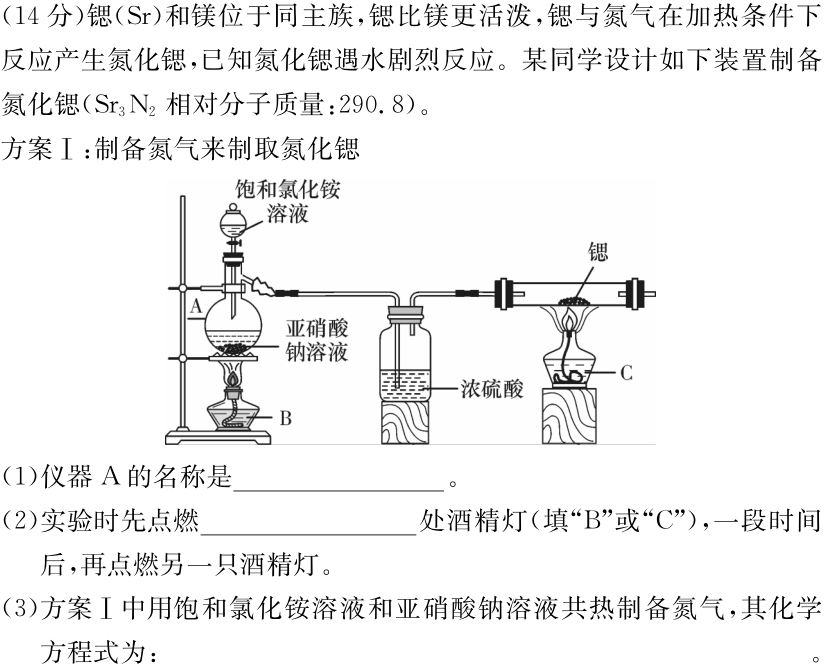 (14分)锶(Sr)和镁位于同主族,锶比镁更活泼,锶与氮气在加热条件下
反应产生氮化锶,已知氮化锶遇水剧烈反应。某同学设计如下装置制备
氮化锶(Sr₃N₂ 相对分子质量:290.8)。
方案Ⅰ:制备氮气来制取氮化锶
饱和氯化铵
溶液
锶
A
亚硝酸
钠溶液
浓硫酸
C
B
(1)仪器 A 的名称是________________。
(2)实验时先点燃________________处酒精灯(填“B”或“C”),一段时间
后,再点燃另一只酒精灯。
(3)方案Ⅰ中用饱和氯化铵溶液和亚硝酸钠溶液共热制备氮气,其化学
方程式为: 。